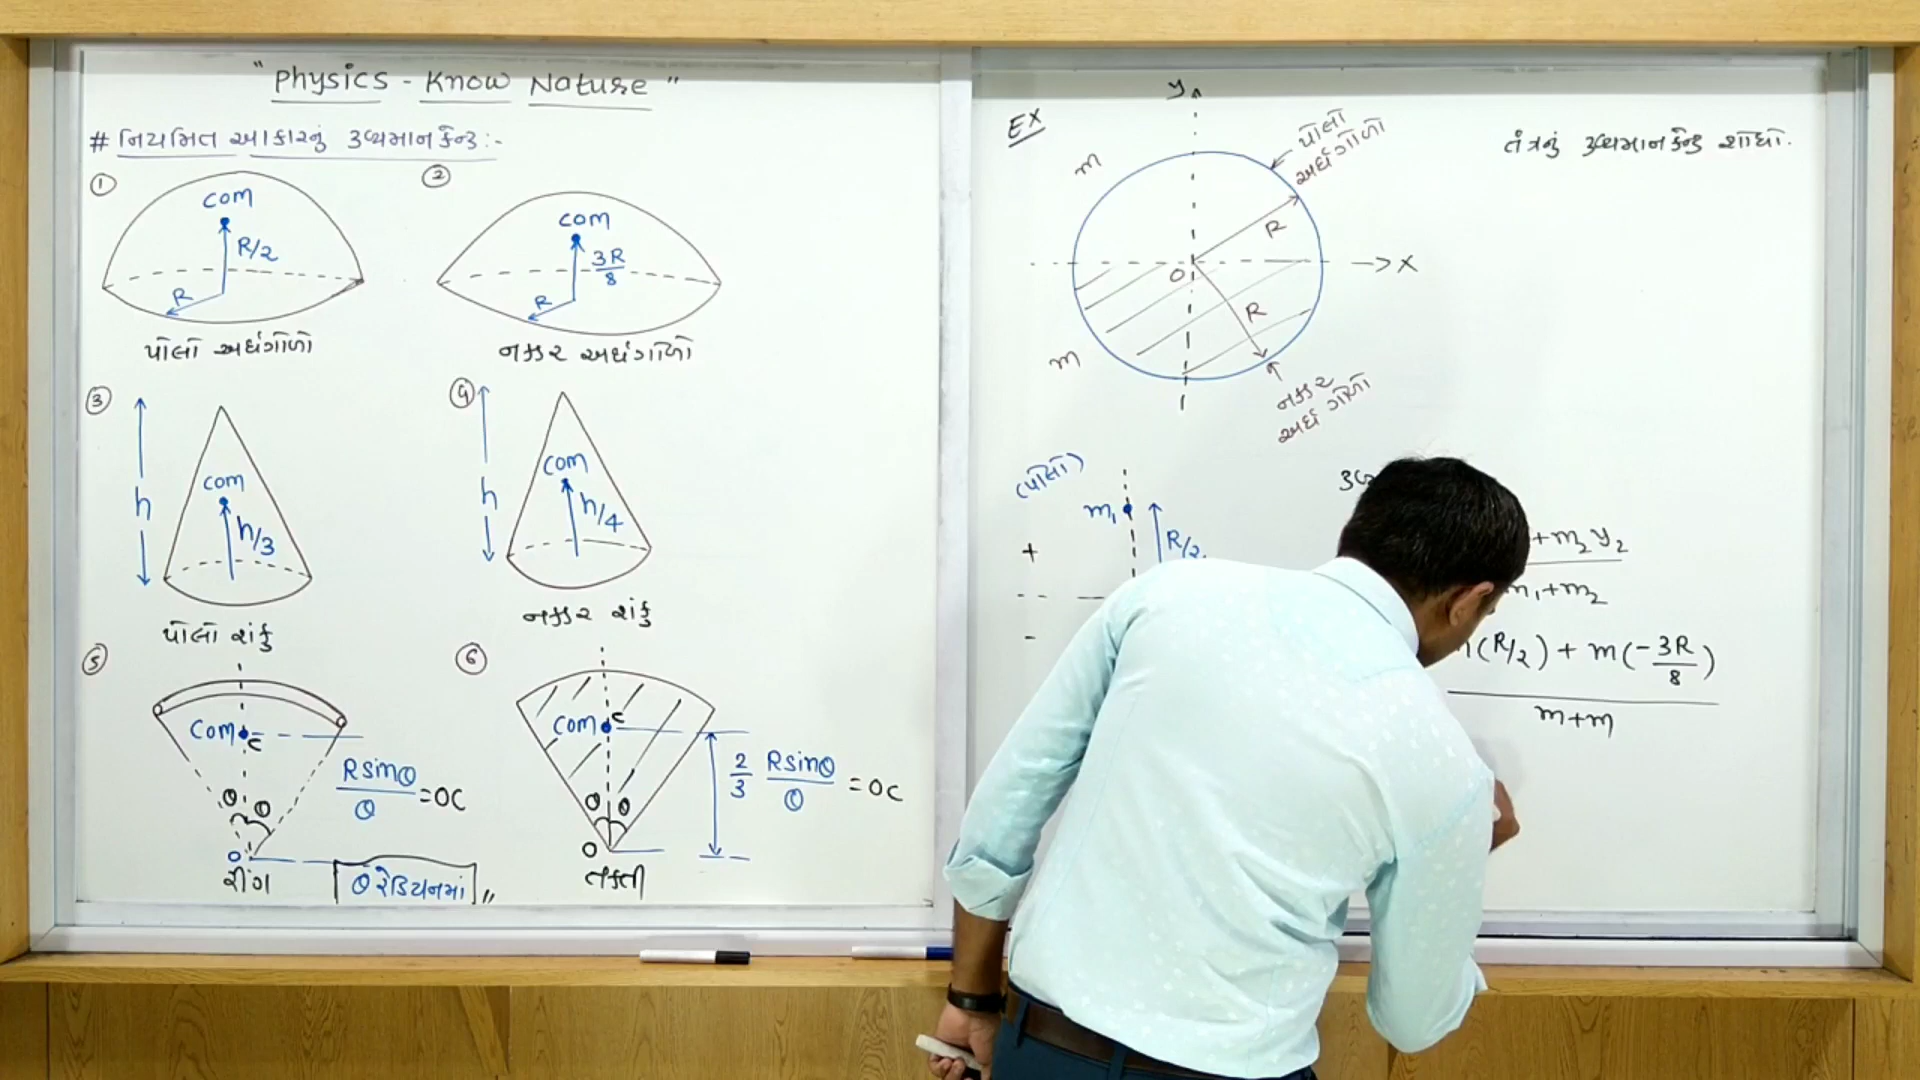 "Physics - Know Nature"
# નિયમિત આકારનું દ્રવ્યમાન કેન્દ્ર :-
①
com
R/2
R
પોલો અર્ધગોળો
②
com
3R/8
R
નક્કર અર્ધગોળો
③
h
com
h/3
પોલો શંકુ
૪
h
com
h/4
નક્કર શંકુ
⑤
com
c
Rsinθ/θ = OC
θ θ
O
રીંગ
θ રેડિયનમાં
⑥
com
c
2/3 Rsinθ/θ = OC
θ θ
O
તક્તી
EX
y
પોલો
અર્ધગોળો
તંત્રનું દ્રવ્યમાન કેન્દ્ર શોધો.
m
R
O
X
R
m
નક્કર
અર્ધ ગોળો
(પોલો)
m₁
R/2
+
-
+m₂y₂
m₁+m₂
(R/2) + m(-3R/8)
m+m